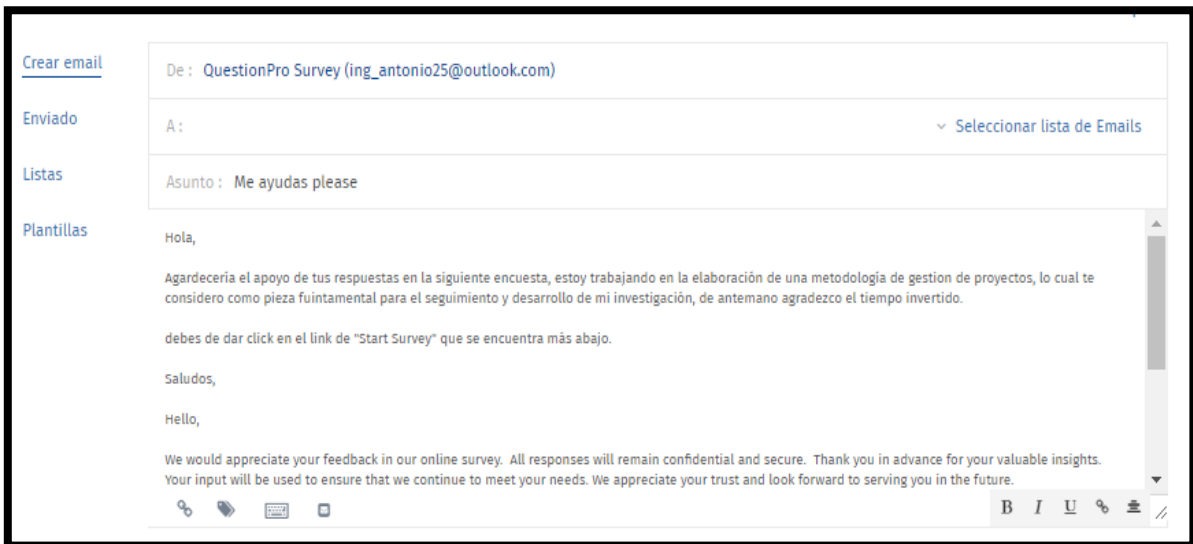 Crear email
De : QuestionPro Survey (ing_antonio25@outlook.com)
Enviado
A :
Seleccionar lista de Emails
Listas
Asunto : Me ayudas please
Plantillas
Hola,
Agardecería el apoyo de tus respuestas en la siguiente encuesta, estoy trabajando en la elaboración de una metodología de gestion de proyectos, lo cual te
considero como pieza fuintamental para el seguimiento y desarrollo de mi investigación, de antemano agradezco el tiempo invertido.
debes de dar click en el link de "Start Survey" que se encuentra más abajo.
Saludos,
Hello,
We would appreciate your feedback in our online survey. All responses will remain confidential and secure. Thank you in advance for your valuable insights.
Your input will be used to ensure that we continue to meet your needs. We appreciate your trust and look forward to serving you in the future.
B I U